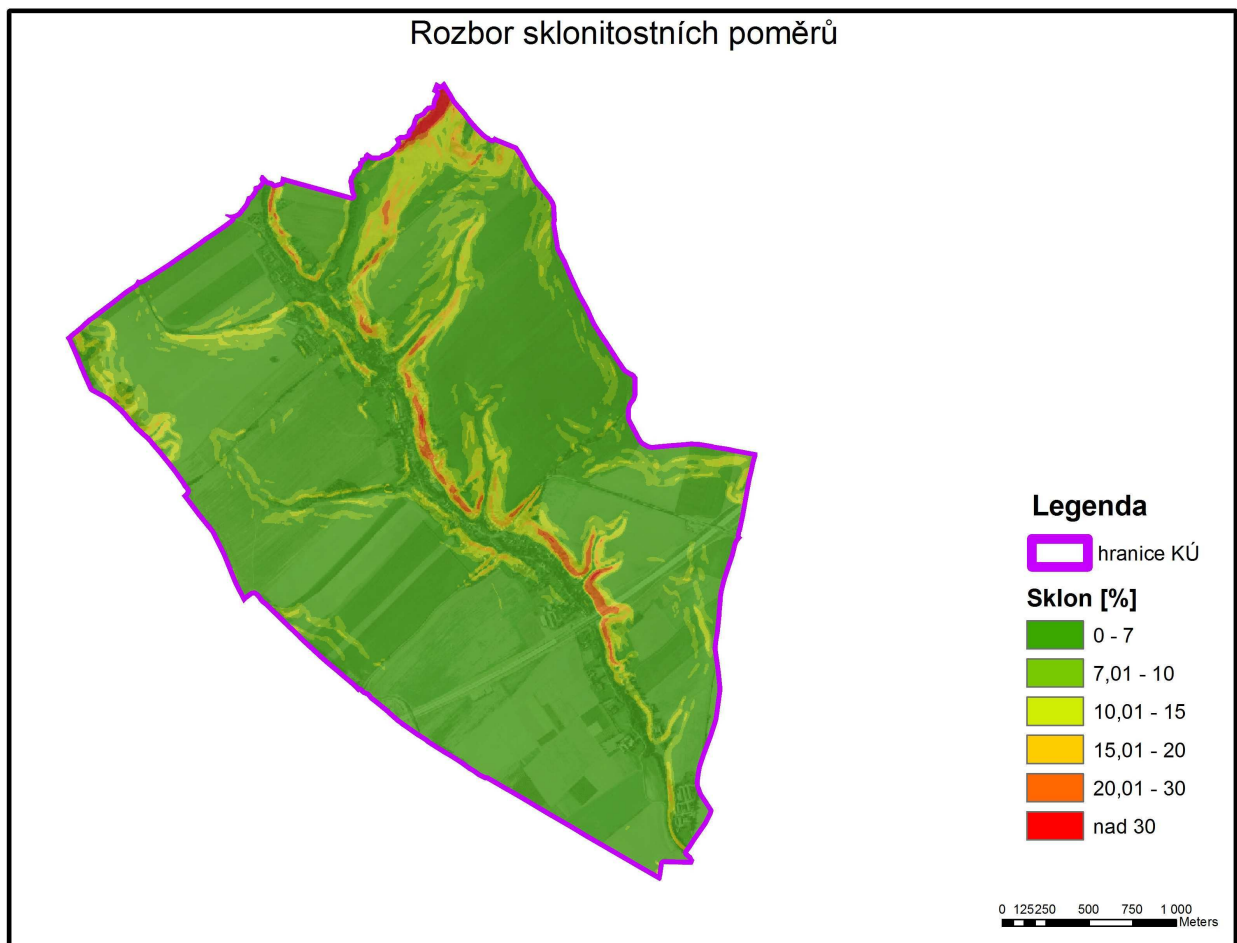 Rozbor sklonitostních poměrů
Legenda
hranice KÚ
Sklon [%]
0 - 7
7,01 - 10
10,01 - 15
15,01 - 20
20,01 - 30
nad 30
0 125250 500 750 1 000
Meters